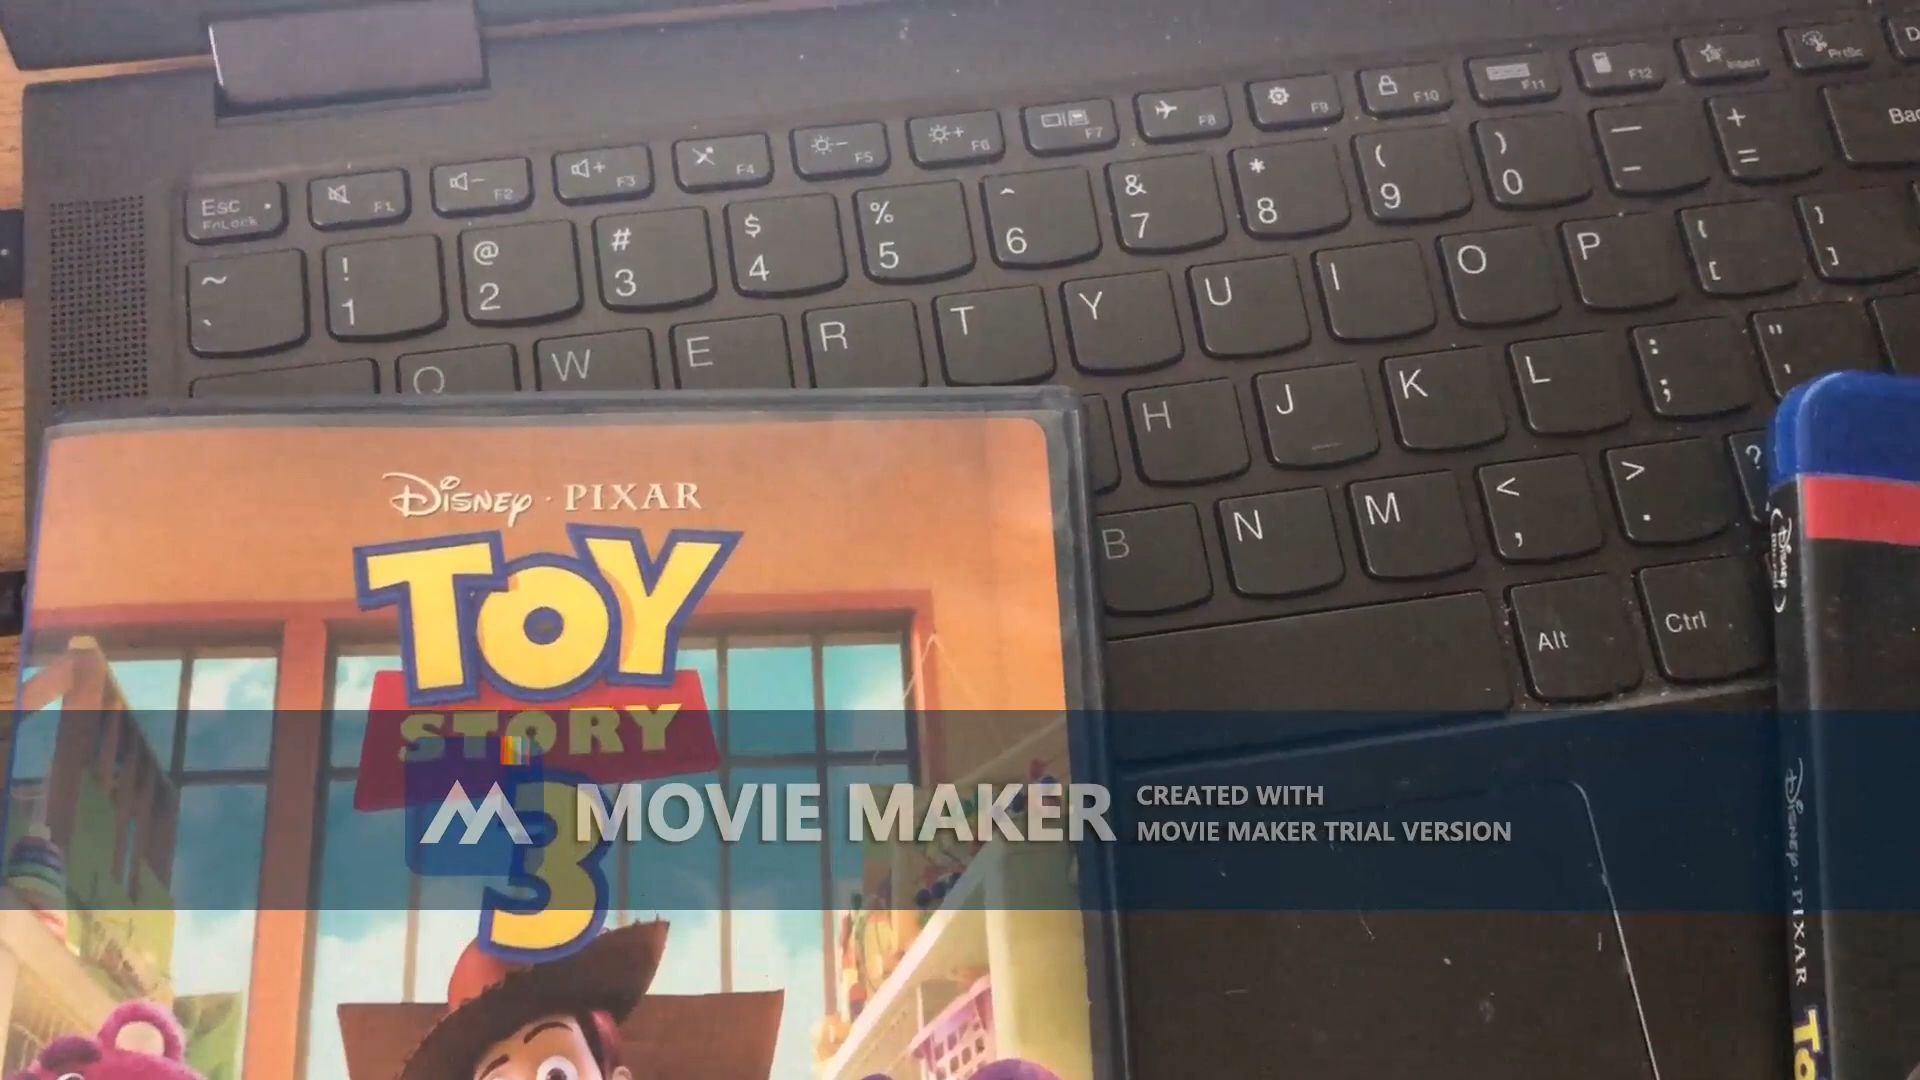 Insert PrtSc
F7 F8 F9 F10 F11 F12
F1 F2 F3 F4 F5 F6
Esc
FnLock
~ ! @ # $ % ^ & * ( ) — +
` 1 2 3 4 5 6 7 8 9 0 - =
Q W E R T Y U I O P [ ]
H J K L : ; " '
B N M < , > . ?
Alt Ctrl
DISNEY · PIXAR
TOY
STORY
3
MOVIE MAKER
CREATED WITH
MOVIE MAKER TRIAL VERSION
DISNEY · PIXAR